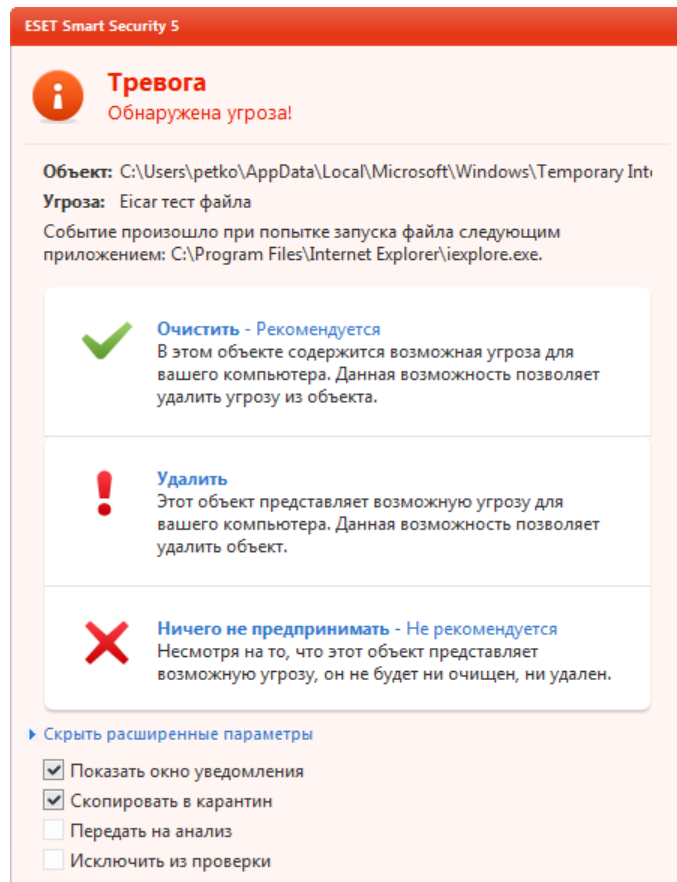 ESET Smart Security 5
Тревога
Обнаружена угроза!
Объект: C:\Users\petko\AppData\Local\Microsoft\Windows\Temporary Int
Угроза: Eicar тест файла
Событие произошло при попытке запуска файла следующим
приложением: C:\Program Files\Internet Explorer\iexplore.exe.
Очистить - Рекомендуется
В этом объекте содержится возможная угроза для
вашего компьютера. Данная возможность позволяет
удалить угрозу из объекта.
Удалить
Этот объект представляет возможную угрозу для
вашего компьютера. Данная возможность позволяет
удалить объект.
Ничего не предпринимать - Не рекомендуется
Несмотря на то, что этот объект представляет
возможную угрозу, он не будет ни очищен, ни удален.
Скрыть расширенные параметры
Показать окно уведомления
Скопировать в карантин
Передать на анализ
Исключить из проверки